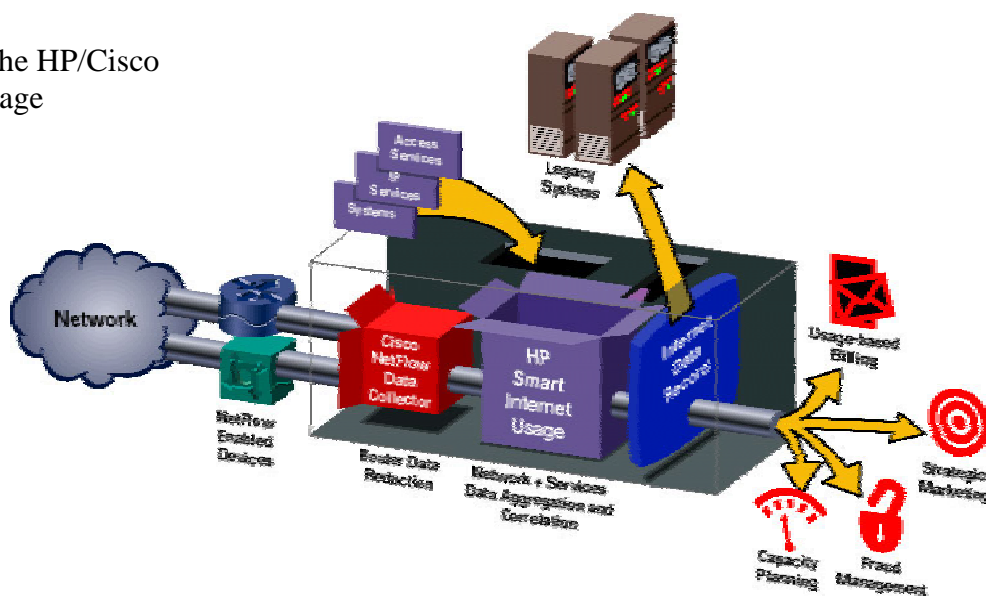 he HP/Cisco
age
Access
Services
IP
Services
Systems
Legacy
Systems
Network
Cisco
NetFlow
Data
Collector
HP
Smart
Internet
Usage
Internet
Data
Record
Usage-based
Billing
NetFlow
Enabled
Devices
Router Data
Reduction
Network + Services
Data Aggregation and
Correlation
Strategic
Marketing
Capacity
Planning
Fraud
Management